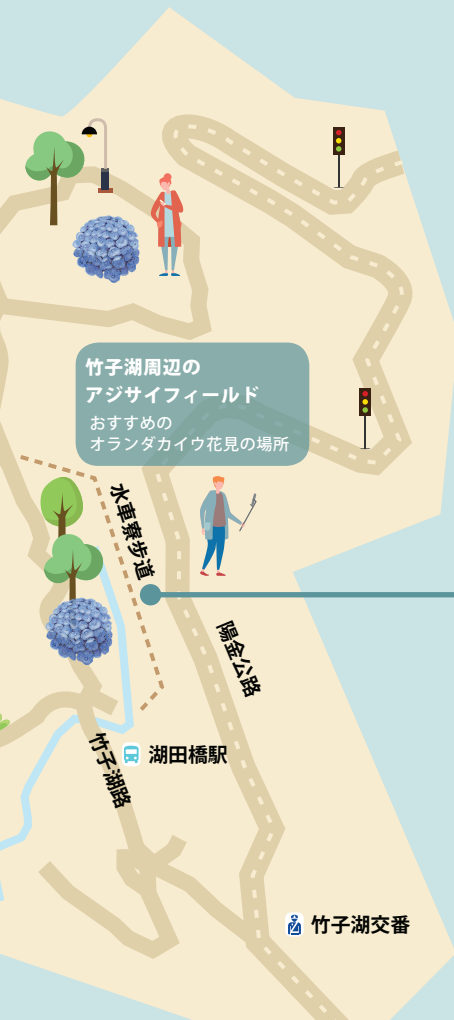 竹子湖周辺の
アジサイフィールド
おすすめの
オランダカイウ花見の場所
水車寮歩道
陽金公路
竹子湖路
湖田橋駅
竹子湖交番